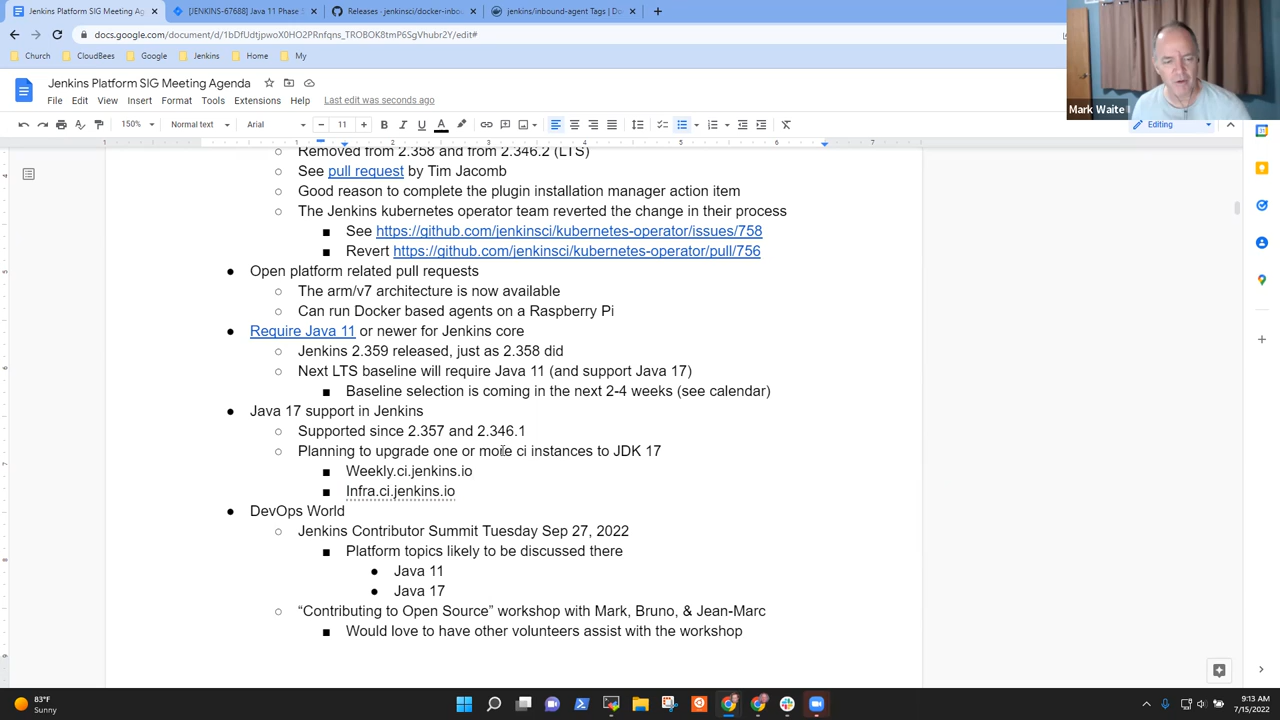 Jenkins Platform SIG Meeting Ag
[JENKINS-67688] Java 11 Phase S
Releases · jenkinsci/docker-inbou
jenkins/inbound-agent Tags | Do
docs.google.com/document/d/1bDfUdtjpwoX0HO2PRnfqns_TROBOK8tmP6SgVhubr2Y/edit#
Church
CloudBees
Google
Jenkins
Home
My
Mark Waite
Jenkins Platform SIG Meeting Agenda
File Edit View Insert Format Tools Extensions Help Last edit was seconds ago
150% Normal text Arial 11 Editing
1 1 2 3 4 5 6 7
Removed from 2.358 and from 2.346.2 (LTS)
See pull request by Tim Jacomb
Good reason to complete the plugin installation manager action item
The Jenkins kubernetes operator team reverted the change in their process
See https://github.com/jenkinsci/kubernetes-operator/issues/758
Revert https://github.com/jenkinsci/kubernetes-operator/pull/756
Open platform related pull requests
The arm/v7 architecture is now available
Can run Docker based agents on a Raspberry Pi
Require Java 11 or newer for Jenkins core
Jenkins 2.359 released, just as 2.358 did
Next LTS baseline will require Java 11 (and support Java 17)
Baseline selection is coming in the next 2-4 weeks (see calendar)
Java 17 support in Jenkins
Supported since 2.357 and 2.346.1
Planning to upgrade one or more ci instances to JDK 17
Weekly.ci.jenkins.io
Infra.ci.jenkins.io
DevOps World
Jenkins Contributor Summit Tuesday Sep 27, 2022
Platform topics likely to be discussed there
Java 11
Java 17
“Contributing to Open Source” workshop with Mark, Bruno, & Jean-Marc
Would love to have other volunteers assist with the workshop
83°F
Sunny
9:13 AM
7/15/2022